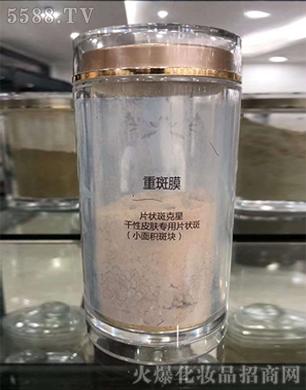 5588.TV
重斑膜
片状斑克星
干性皮肤专用片状斑
（小面积斑块）
火爆化妆品招商网